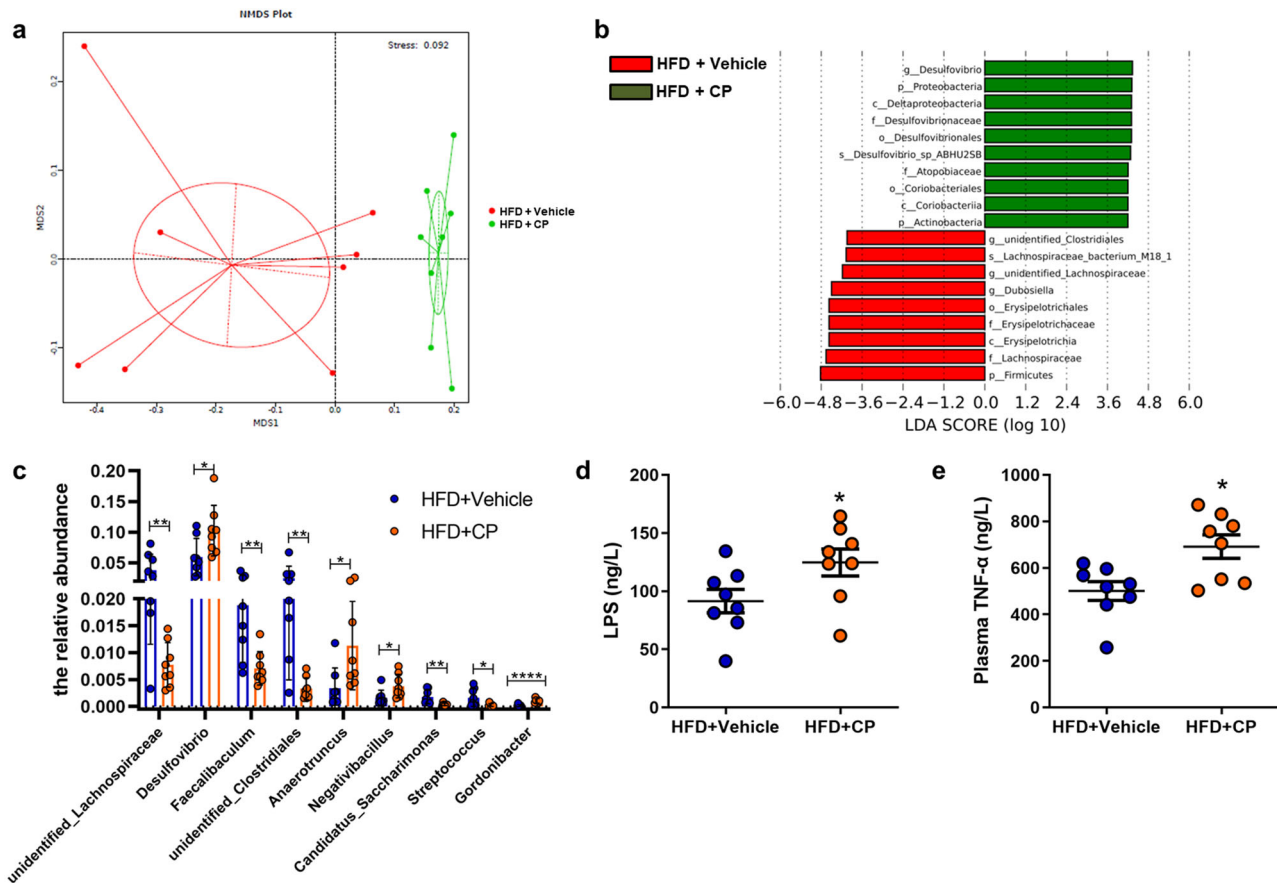 a
NMDS Plot
Stress: 0.092
0.2
0.1
0.0
-0.1
MDS2
-0.4
-0.3
-0.2
-0.1
0.0
0.1
0.2
MDS1
HFD + Vehicle
HFD + CP
b
HFD + Vehicle
HFD + CP
g__Desulfovibrio
p__Proteobacteria
c__Deltaproteobacteria
f__Desulfovibrionaceae
o__Desulfovibrionales
s__Desulfovibrio_sp_ABHU2SB
f__Atopobiaceae
o__Coriobacteriales
c__Coriobacteriia
p__Actinobacteria
g__unidentified_Clostridiales
s__Lachnospiraceae_bacterium_M18_1
g__unidentified_Lachnospiraceae
g__Dubosiella
o__Erysipelotrichales
f__Erysipelotrichaceae
c__Erysipelotrichia
f__Lachnospiraceae
p__Firmicutes
−6.0 −4.8 −3.6 −2.4 −1.2 0.0 1.2 2.4 3.6 4.8 6.0
LDA SCORE (log 10)
c
the relative abundance
0.20
0.15
0.10
0.05
0.020
0.015
0.010
0.005
0.000
** * ** ** * * ** * ****
HFD+Vehicle
HFD+CP
unidentified_Lachnospiraceae
Desulfovibrio
Faecalibaculum
unidentified_Clostridiales
Anaerotruncus
Negativibacillus
Candidatus_Saccharimonas
Streptococcus
Gordonibacter
d
LPS (ng/L)
200
150
100
50
0
*
HFD+Vehicle HFD+CP
e
Plasma TNF-α (ng/L)
1000
800
600
400
200
0
*
HFD+Vehicle HFD+CP